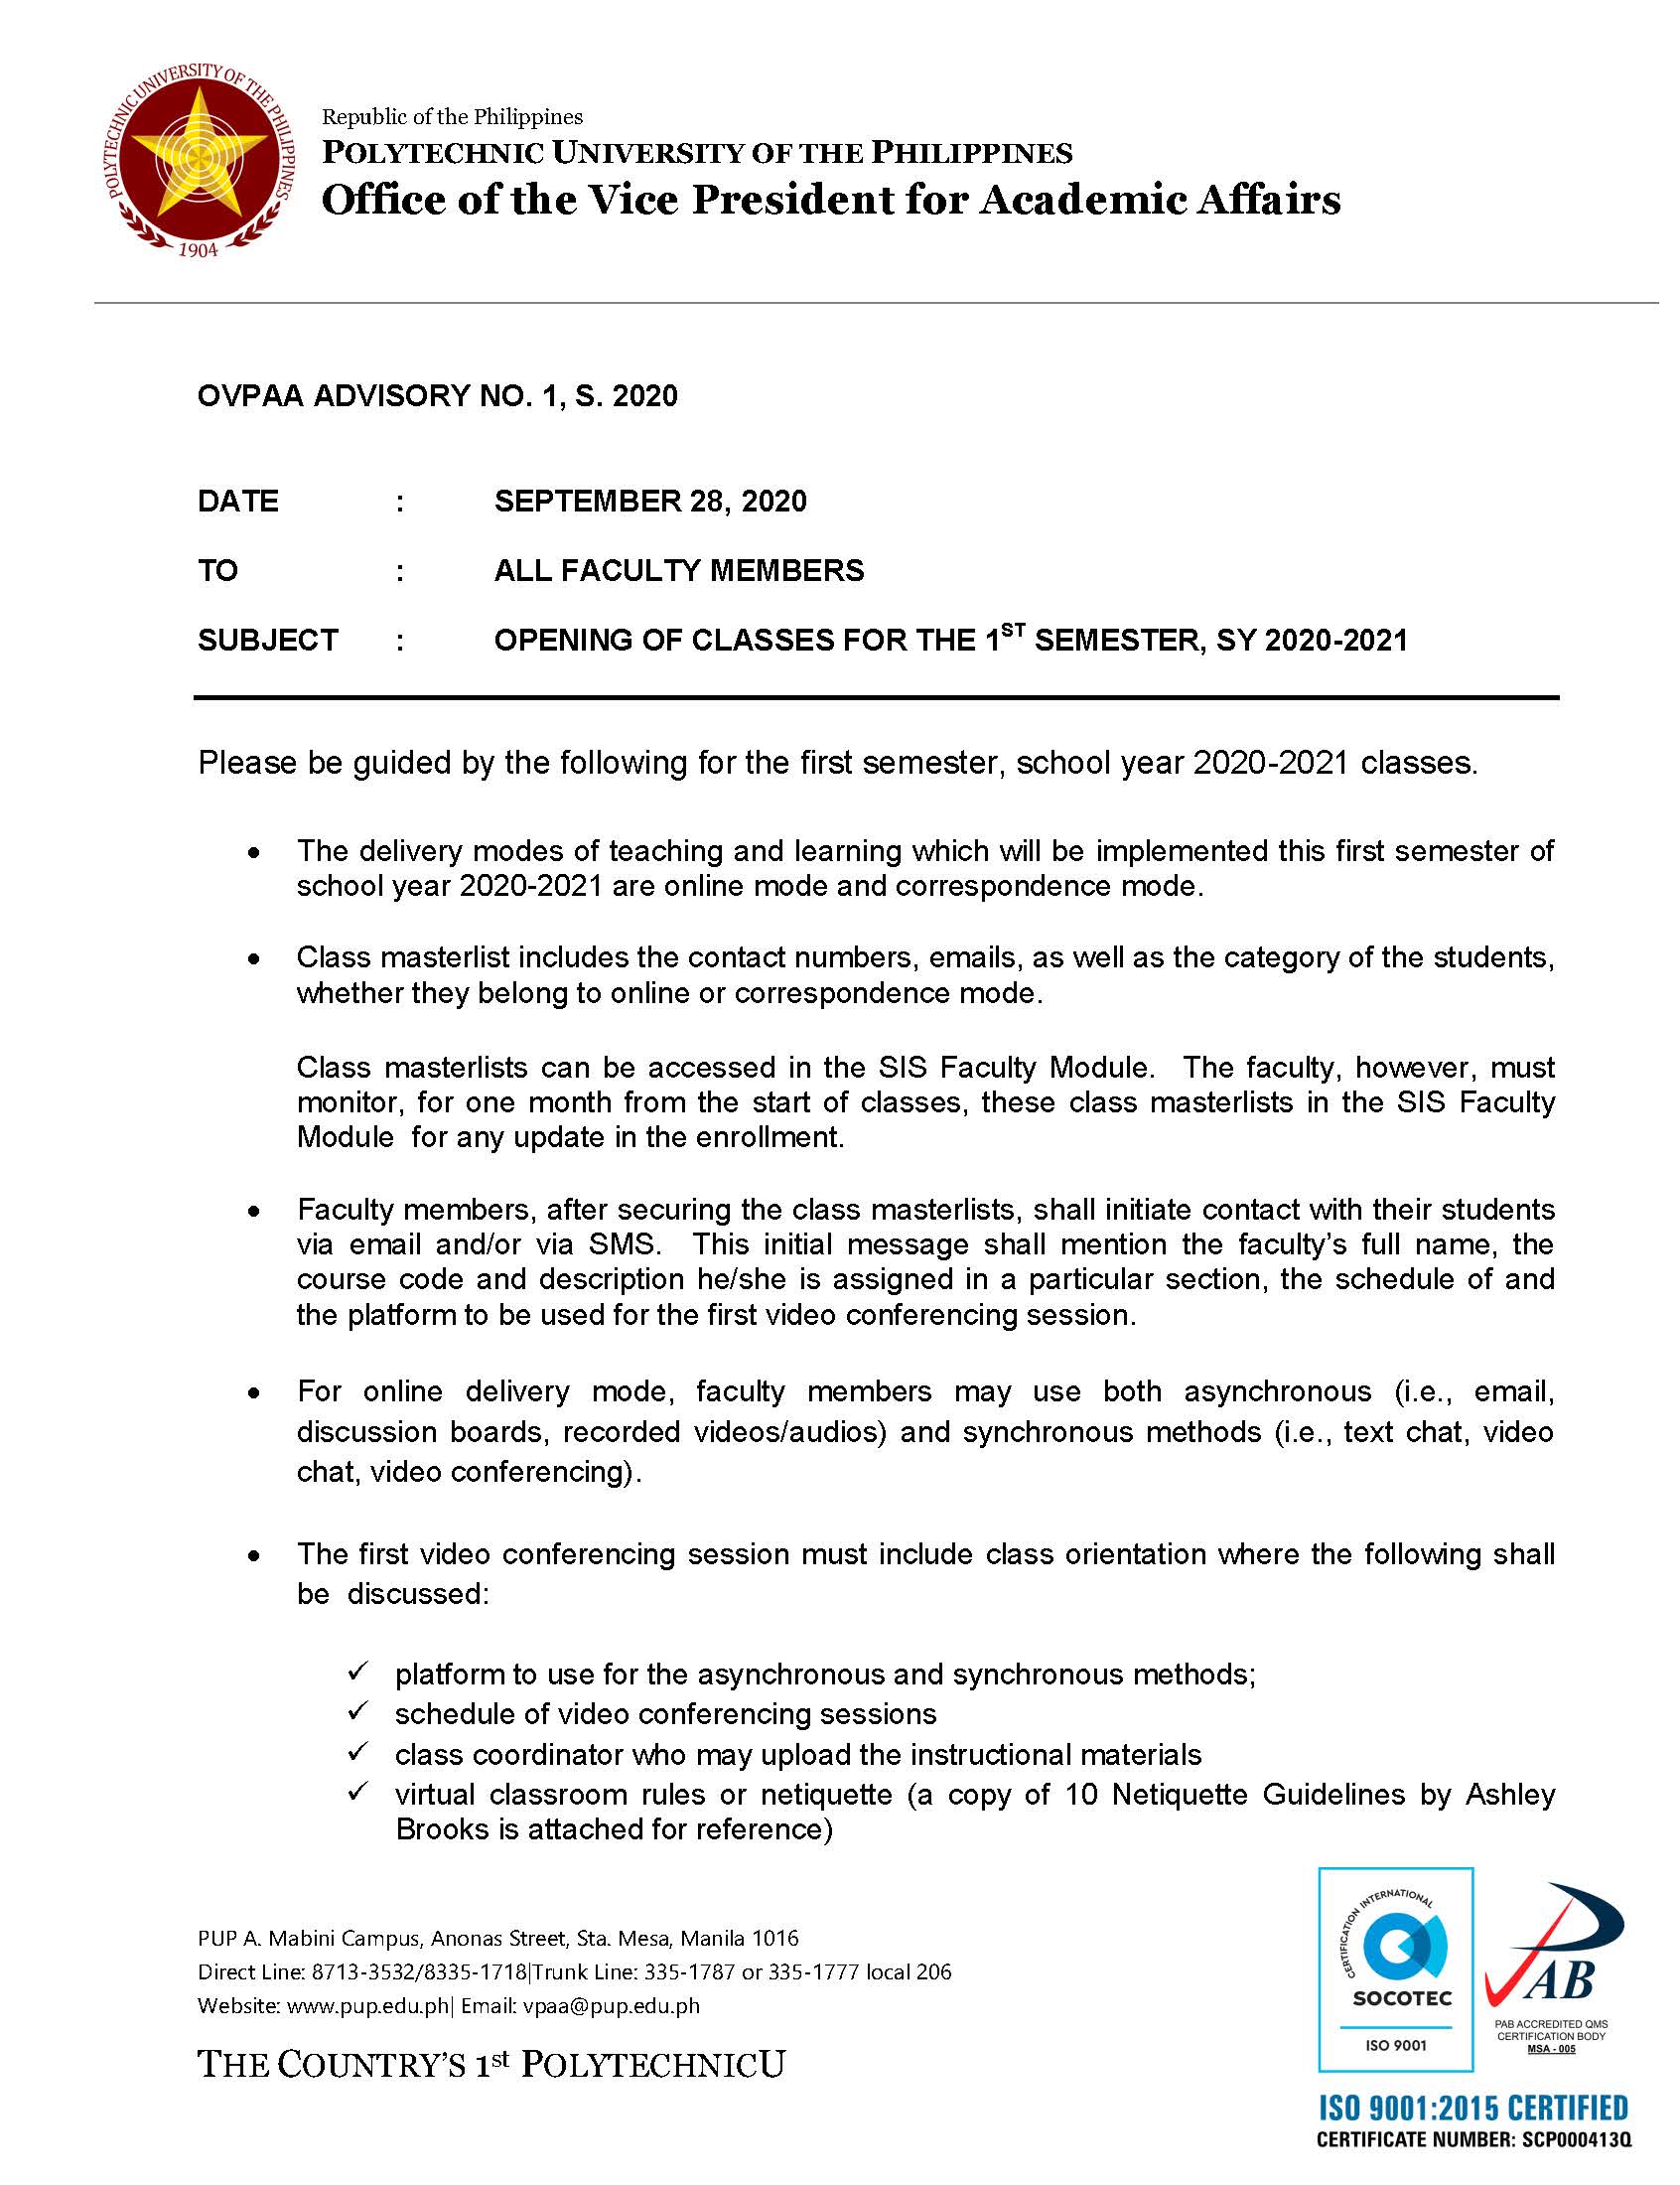 POLYTECHNIC UNIVERSITY OF THE PHILIPPINES
1904
Republic of the Philippines
POLYTECHNIC UNIVERSITY OF THE PHILIPPINES
Office of the Vice President for Academic Affairs
OVPAA ADVISORY NO. 1, S. 2020
DATE : SEPTEMBER 28, 2020
TO : ALL FACULTY MEMBERS
SUBJECT : OPENING OF CLASSES FOR THE 1ST SEMESTER, SY 2020-2021
Please be guided by the following for the first semester, school year 2020-2021 classes.
• The delivery modes of teaching and learning which will be implemented this first semester of
school year 2020-2021 are online mode and correspondence mode.
• Class masterlist includes the contact numbers, emails, as well as the category of the students,
whether they belong to online or correspondence mode.
Class masterlists can be accessed in the SIS Faculty Module. The faculty, however, must
monitor, for one month from the start of classes, these class masterlists in the SIS Faculty
Module for any update in the enrollment.
• Faculty members, after securing the class masterlists, shall initiate contact with their students
via email and/or via SMS. This initial message shall mention the faculty’s full name, the
course code and description he/she is assigned in a particular section, the schedule of and
the platform to be used for the first video conferencing session.
• For online delivery mode, faculty members may use both asynchronous (i.e., email,
discussion boards, recorded videos/audios) and synchronous methods (i.e., text chat, video
chat, video conferencing).
• The first video conferencing session must include class orientation where the following shall
be discussed:
✓ platform to use for the asynchronous and synchronous methods;
✓ schedule of video conferencing sessions
✓ class coordinator who may upload the instructional materials
✓ virtual classroom rules or netiquette (a copy of 10 Netiquette Guidelines by Ashley
Brooks is attached for reference)
PUP A. Mabini Campus, Anonas Street, Sta. Mesa, Manila 1016
Direct Line: 8713-3532/8335-1718|Trunk Line: 335-1787 or 335-1777 local 206
Website: www.pup.edu.ph| Email: vpaa@pup.edu.ph
THE COUNTRY’S 1st POLYTECHNICU
CERTIFICATION INTERNATIONAL
SOCOTEC
ISO 9001
PAB
PAB ACCREDITED QMS
CERTIFICATION BODY
MSA - 005
ISO 9001:2015 CERTIFIED
CERTIFICATE NUMBER: SCP000413Q